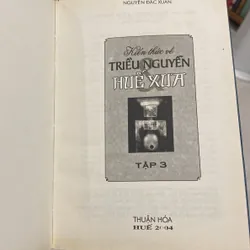 NGUYỄN ĐẮC XUÂN
Kiến thức về
TRIỀU NGUYỄN
&
HUẾ XƯA
TẬP 3
THUẬN HÓA
HUẾ 2004